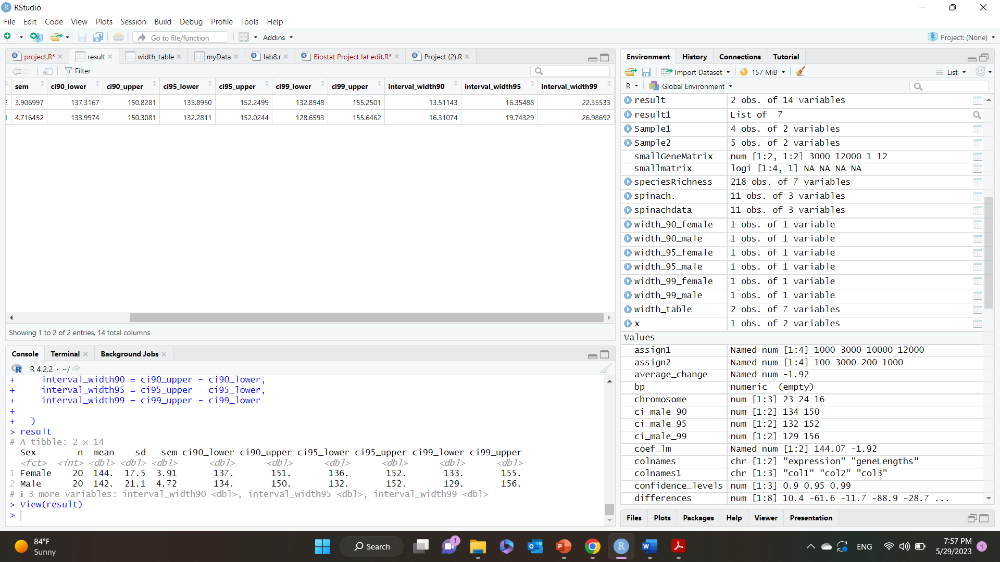 RStudio
File Edit Code View Plots Session Build Debug Profile Tools Help
Go to file/function Addins Project: (None)
project.R* result width_table myData lab8.r Biostat Project lat edit.R* Project (2).R
Filter
sem ci90_lower ci90_upper ci95_lower ci95_upper ci99_lower ci99_upper interval_width90 interval_width95 interval_width99
2 3.906997 137.3167 150.8281 135.8950 152.2499 132.8948 155.2501 13.51143 16.35488 22.35533
1 4.716452 133.9974 150.3081 132.2811 152.0244 128.6593 155.6462 16.31074 19.74329 26.98692
Showing 1 to 2 of 2 entries, 14 total columns
Console Terminal Background Jobs
R 4.2.2 · ~/
+ interval_width90 = ci90_upper - ci90_lower,
+ interval_width95 = ci95_upper - ci95_lower,
+ interval_width99 = ci99_upper - ci99_lower
+
+ )
> result
# A tibble: 2 × 14
Sex n mean sd sem ci90_lower ci90_upper ci95_lower ci95_upper ci99_lower ci99_upper
<fct> <int> <dbl> <dbl> <dbl> <dbl> <dbl> <dbl> <dbl> <dbl> <dbl>
1 Female 20 144. 17.5 3.91 137. 151. 136. 152. 133. 155.
2 Male 20 142. 21.1 4.72 134. 150. 132. 152. 129. 156.
# ℹ 3 more variables: interval_width90 <dbl>, interval_width95 <dbl>, interval_width99 <dbl>
> View(result)
>
Environment History Connections Tutorial
Import Dataset 157 MiB List
R Global Environment
result 2 obs. of 14 variables
result1 List of 7
Sample1 4 obs. of 2 variables
Sample2 5 obs. of 2 variables
smallGeneMatrix num [1:2, 1:2] 3000 12000 1 12
smallmatrix logi [1:4, 1] NA NA NA NA
speciesRichness 218 obs. of 7 variables
spinach. 11 obs. of 3 variables
spinachdata 11 obs. of 3 variables
width_90_female 1 obs. of 1 variable
width_90_male 1 obs. of 1 variable
width_95_female 1 obs. of 1 variable
width_95_male 1 obs. of 1 variable
width_99_female 1 obs. of 1 variable
width_99_male 1 obs. of 1 variable
width_table 2 obs. of 7 variables
x 1 obs. of 2 variables
Values
assign1 Named num [1:4] 1000 3000 10000 12000
assign2 Named num [1:4] 100 3000 200 1000
average_change Named num -1.92
bp numeric (empty)
chromosome num [1:3] 23 24 16
ci_male_90 num [1:2] 134 150
ci_male_95 num [1:2] 132 152
ci_male_99 num [1:2] 129 156
coef_lm Named num [1:2] 144.07 -1.92
colnames chr [1:2] "expression" "geneLengths"
colnames1 chr [1:3] "col1" "col2" "col3"
confidence_levels num [1:3] 0.9 0.95 0.99
differences num [1:8] 10.4 -61.6 -11.7 -88.9 -28.7 ...
Files Plots Packages Help Viewer Presentation
84°F
Sunny
Search
1
ENG
7:57 PM
5/29/2023
1